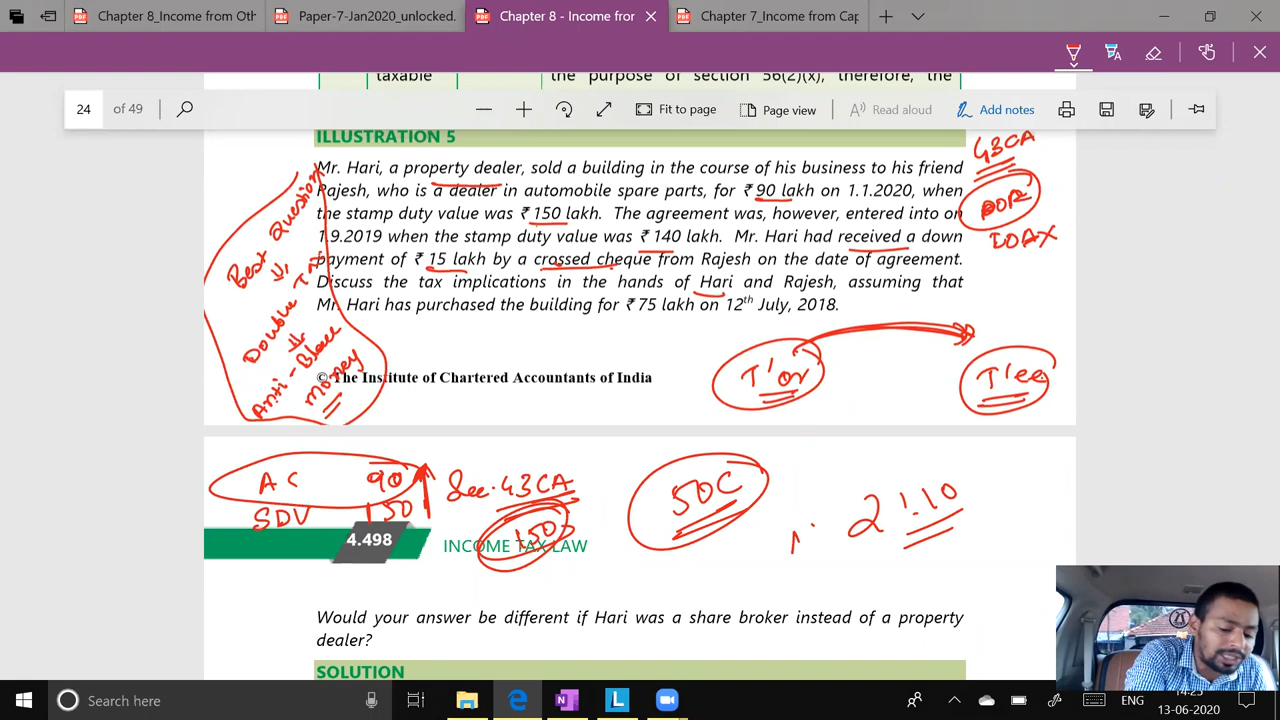 Chapter 8_Income from Oth
Paper-7-Jan2020_unlocked.
Chapter 8 - Income fror
Chapter 7_Income from Cap
24 of 49
Fit to page
Page view
Read aloud
Add notes
taxable
the purpose of section 56(2)(x), therefore, the
ILLUSTRATION 5
Mr. Hari, a property dealer, sold a building in the course of his business to his friend
Rajesh, who is a dealer in automobile spare parts, for ₹ 90 lakh on 1.1.2020, when
the stamp duty value was ₹ 150 lakh. The agreement was, however, entered into on
1.9.2019 when the stamp duty value was ₹ 140 lakh. Mr. Hari had received a down
payment of ₹ 15 lakh by a crossed cheque from Rajesh on the date of agreement.
Discuss the tax implications in the hands of Hari and Rajesh, assuming that
Mr. Hari has purchased the building for ₹ 75 lakh on 12th July, 2018.
43CA
Best Question
Double Tax
Anti-Black
Money
T'or
T'ee
© The Institute of Chartered Accountants of India
AC 90
SDV 150
Sec. 43CA
150
50C
2 1.10
4.498
INCOME TAX LAW
Would your answer be different if Hari was a share broker instead of a property
dealer?
SOLUTION
Search
ENG
14:25
13-06-2020